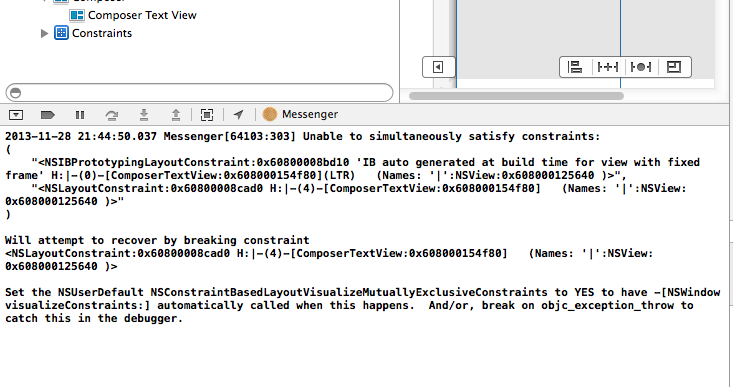 Composer
Composer Text View
Constraints
Messenger
2013-11-28 21:44:50.037 Messenger[64103:303] Unable to simultaneously satisfy constraints:
(
"<NSIBPrototypingLayoutConstraint:0x60800008bd10 'IB auto generated at build time for view with fixed
frame' H:|-(0)-[ComposerTextView:0x608000154f80](LTR)   (Names: '|':NSView:0x608000125640 )>",
"<NSLayoutConstraint:0x60800008cad0 H:|-(4)-[ComposerTextView:0x608000154f80]   (Names: '|':NSView:
0x608000125640 )>"
)
Will attempt to recover by breaking constraint
<NSLayoutConstraint:0x60800008cad0 H:|-(4)-[ComposerTextView:0x608000154f80]   (Names: '|':NSView:
0x608000125640 )>
Set the NSUserDefault NSConstraintBasedLayoutVisualizeMutuallyExclusiveConstraints to YES to have -[NSWindow
visualizeConstraints:] automatically called when this happens.  And/or, break on objc_exception_throw to
catch this in the debugger.